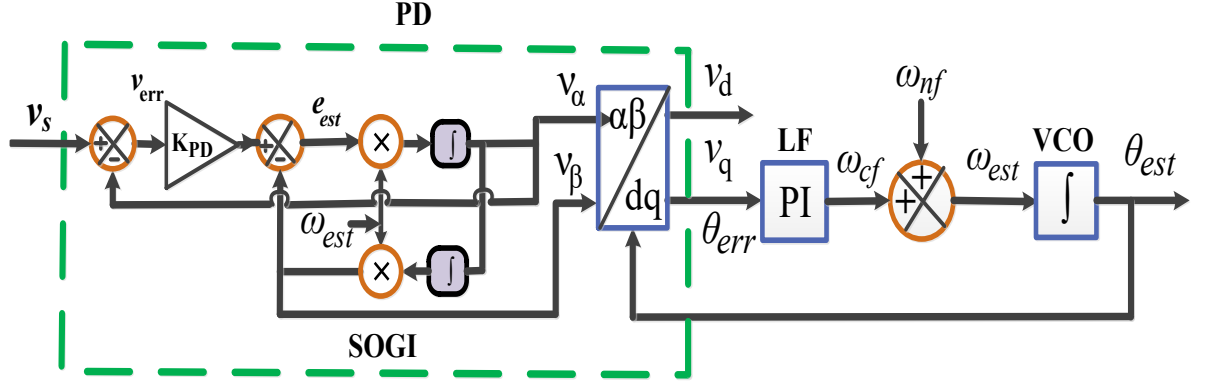 PD
v_s
v_err
K_PD
e_est
v_α
v_β
ω_est
SOGI
αβ
dq
v_d
v_q
θ_err
LF
PI
ω_cf
ω_nf
ω_est
VCO
∫
θ_est
+
-
+
-
×
∫
×
∫
+
+